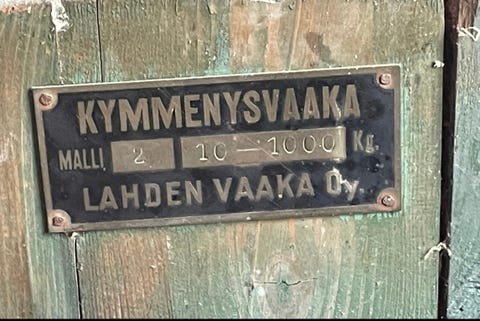 KYMMENYSVAAKA
MALLI 2 10-1000 Kg.
LAHDEN VAAKA Oy.